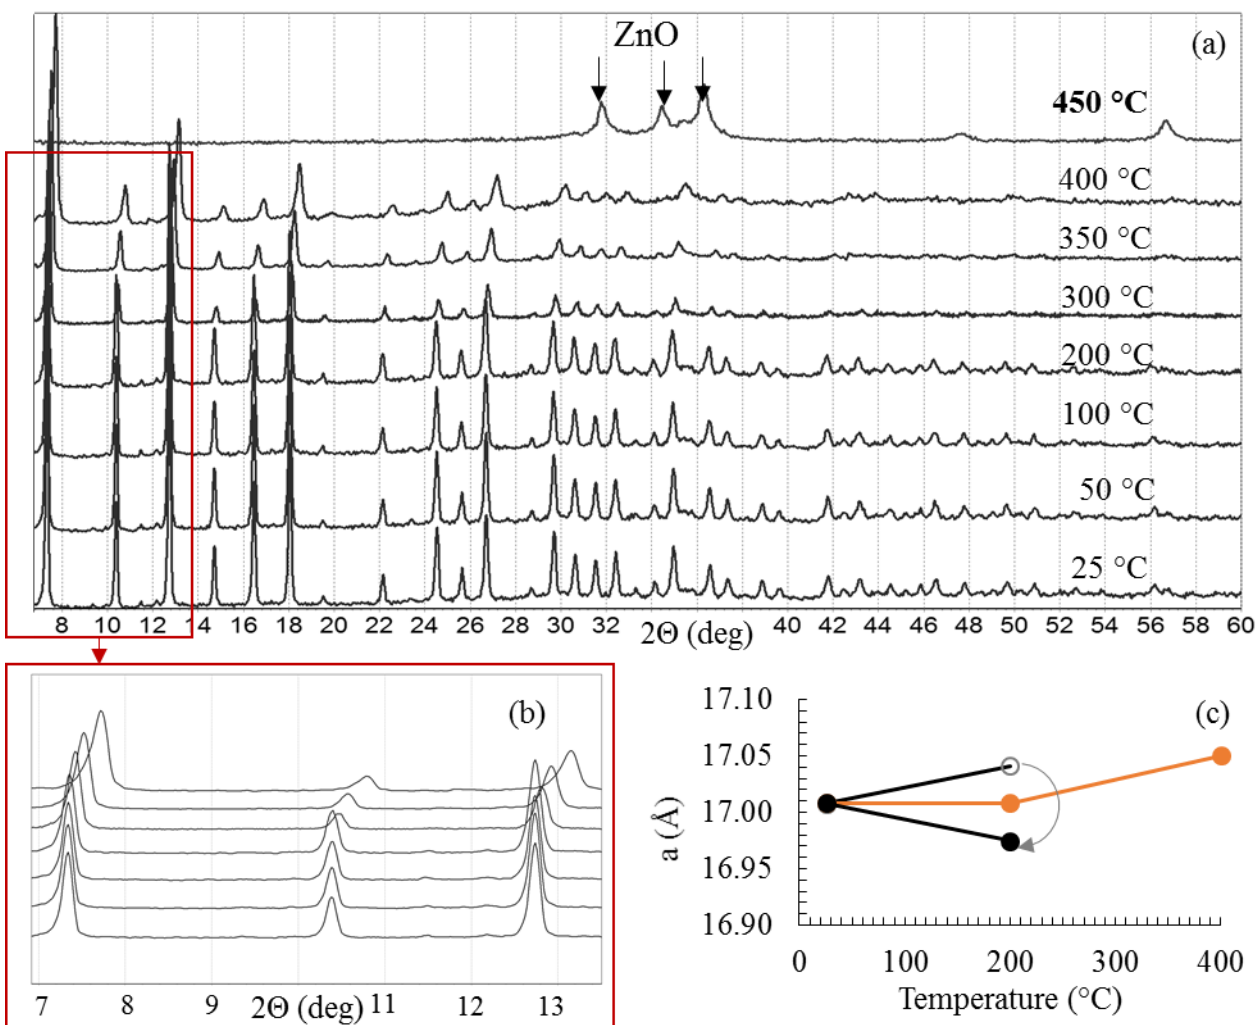 ZnO
(a)
450 °C
400 °C
350 °C
300 °C
200 °C
100 °C
50 °C
25 °C
8 10 12 14 16 18 20 22 24 26 28 30 32 2Θ (deg) 40 42 44 46 48 50 52 54 56 58 60
(b)
7 8 9 2Θ (deg) 11 12 13
(c)
17.10
17.05
17.00
16.95
16.90
a (Å)
0 100 200 300 400
Temperature (°C)